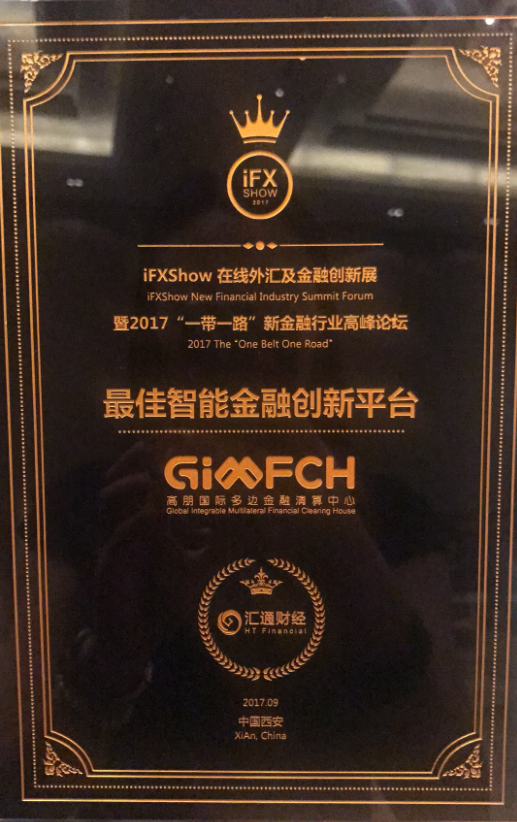 iFX
SHOW
2017
iFXShow 在线外汇及金融创新展
iFXShow New Financial Industry Summit Forum
暨2017“一带一路”新金融行业高峰论坛
2017 The "One Belt One Road"
最佳智能金融创新平台
GiMFCH
高朋国际多边金融清算中心
Global Integrable Multilateral Financial Clearing House
汇通财经
HT Financial
2017.09
中国西安
XiAn, China